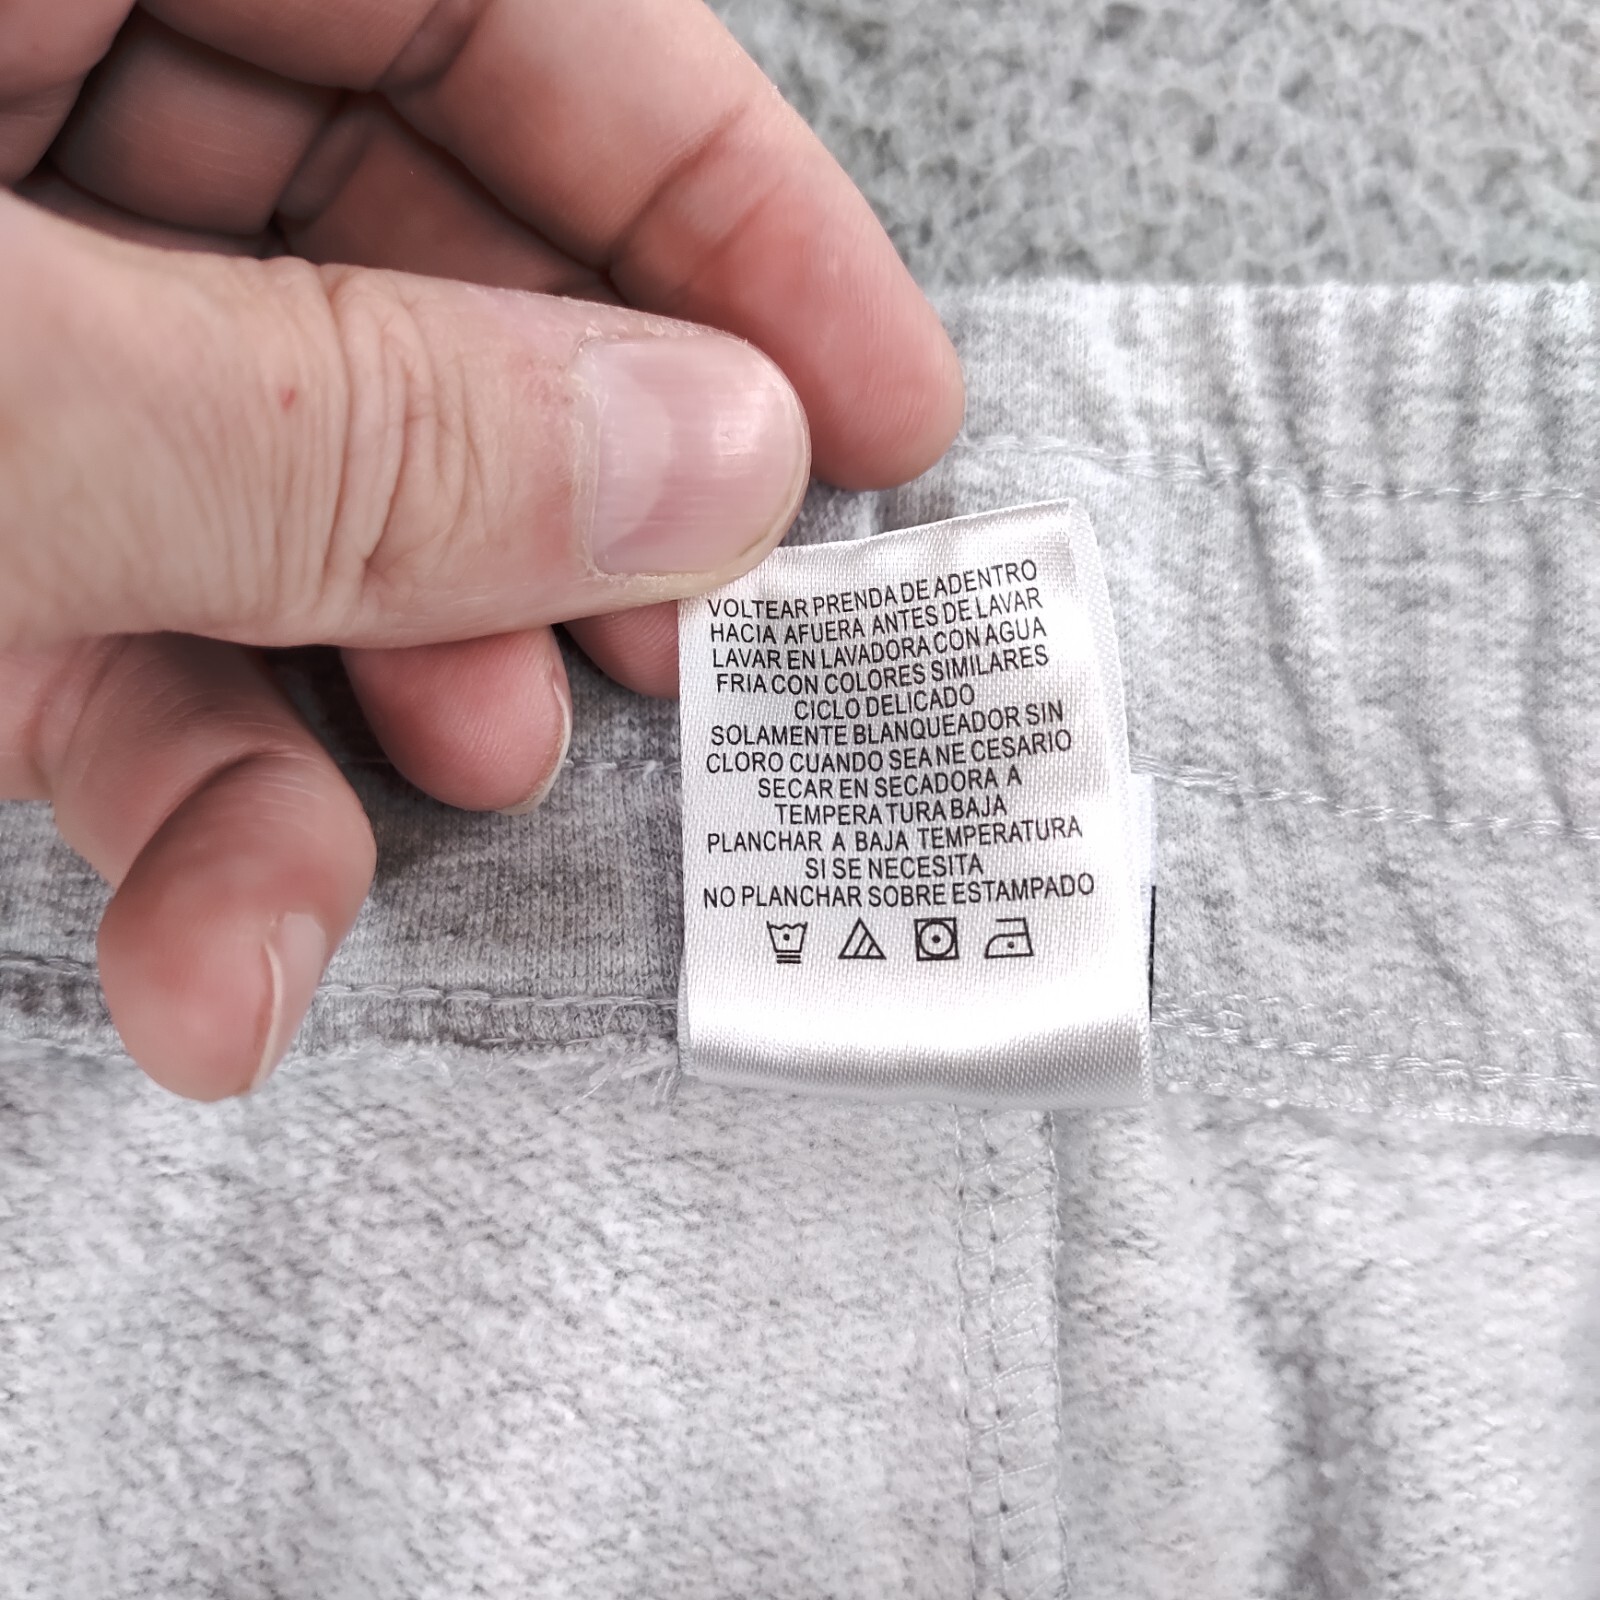 VOLTEAR PRENDA DE ADENTRO
HACIA AFUERA ANTES DE LAVAR
LAVAR EN LAVADORA CON AGUA
FRIA CON COLORES SIMILARES
CICLO DELICADO
SOLAMENTE BLANQUEADOR SIN
CLORO CUANDO SEA NE CESARIO
SECAR EN SECADORA A
TEMPERA TURA BAJA
PLANCHAR A BAJA TEMPERATURA
SI SE NECESITA
NO PLANCHAR SOBRE ESTAMPADO